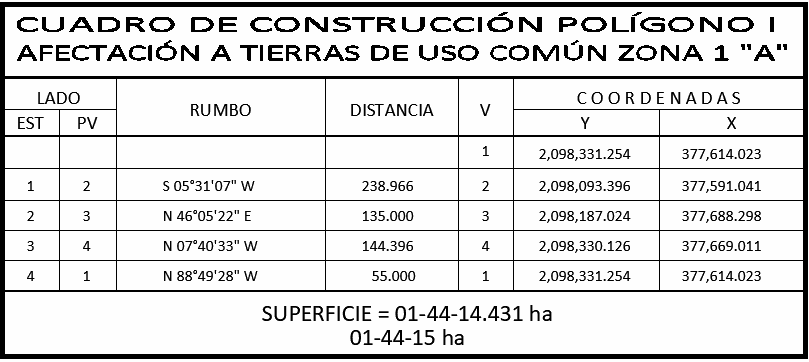 CUADRO DE CONSTRUCCIÓN POLÍGONO I
AFECTACIÓN A TIERRAS DE USO COMÚN ZONA 1 "A"
LADO RUMBO DISTANCIA V COORDENADAS
EST PV Y X
1 2,098,331.254 377,614.023
1 2 S 05°31'07" W 238.966 2 2,098,093.396 377,591.041
2 3 N 46°05'22" E 135.000 3 2,098,187.024 377,688.298
3 4 N 07°40'33" W 144.396 4 2,098,330.126 377,669.011
4 1 N 88°49'28" W 55.000 1 2,098,331.254 377,614.023
SUPERFICIE = 01-44-14.431 ha
01-44-15 ha